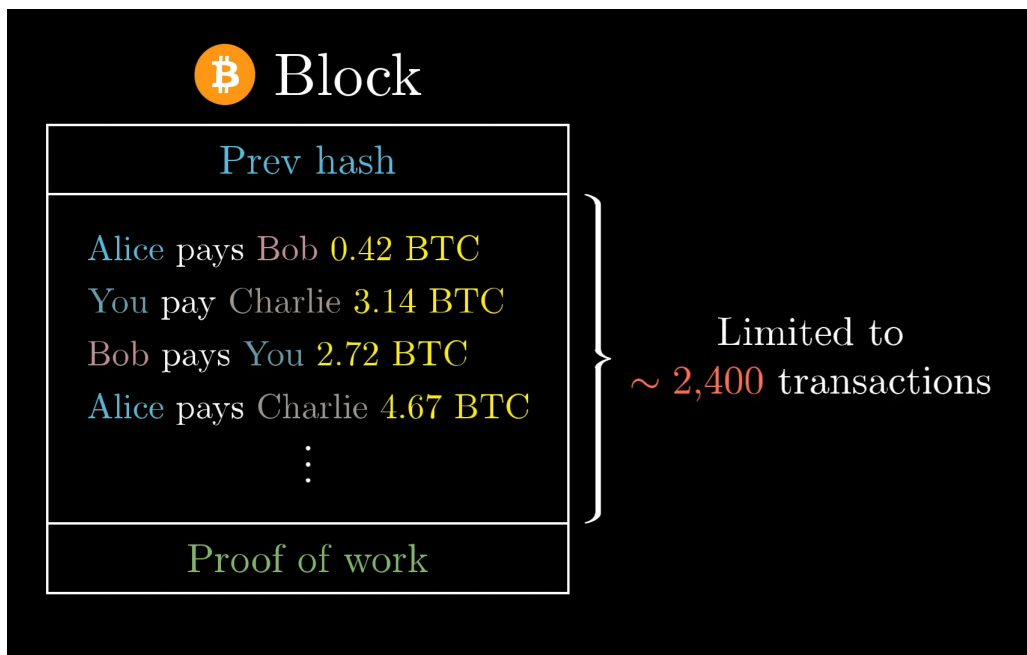 Block
Prev hash
Alice pays Bob 0.42 BTC
You pay Charlie 3.14 BTC
Bob pays You 2.72 BTC
Alice pays Charlie 4.67 BTC
⋮
Proof of work
Limited to
~ 2,400 transactions